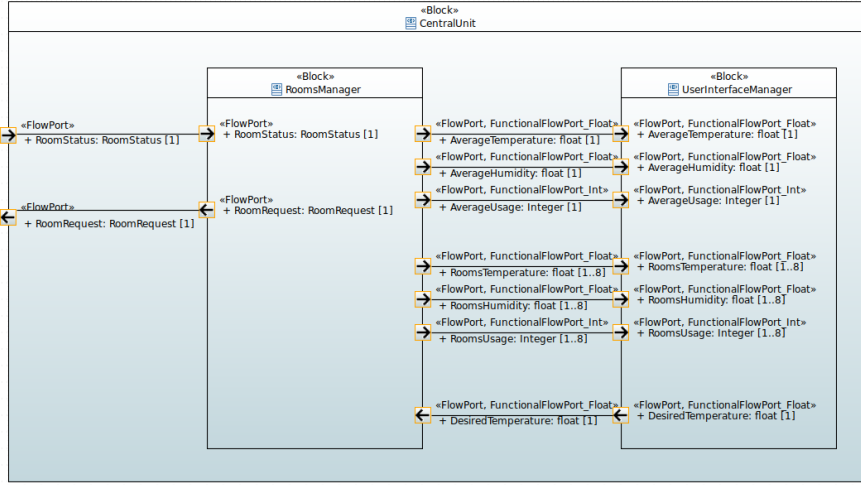 «Block»
CentralUnit
«Block»
RoomsManager
«Block»
UserInterfaceManager
«FlowPort»
+ RoomStatus: RoomStatus [1]
«FlowPort»
+ RoomRequest: RoomRequest [1]
«FlowPort»
+ RoomStatus: RoomStatus [1]
«FlowPort»
+ RoomRequest: RoomRequest [1]
«FlowPort, FunctionalFlowPort_Float»
+ AverageTemperature: float [1]
«FlowPort, FunctionalFlowPort_Float»
+ AverageHumidity: float [1]
«FlowPort, FunctionalFlowPort_Int»
+ AverageUsage: Integer [1]
«FlowPort, FunctionalFlowPort_Float»
+ RoomsTemperature: float [1..8]
«FlowPort, FunctionalFlowPort_Float»
+ RoomsHumidity: float [1..8]
«FlowPort, FunctionalFlowPort_Int»
+ RoomsUsage: Integer [1..8]
«FlowPort, FunctionalFlowPort_Float»
+ DesiredTemperature: float [1]
«FlowPort, FunctionalFlowPort_Float»
+ AverageTemperature: float [1]
«FlowPort, FunctionalFlowPort_Float»
+ AverageHumidity: float [1]
«FlowPort, FunctionalFlowPort_Int»
+ AverageUsage: Integer [1]
«FlowPort, FunctionalFlowPort_Float»
+ RoomsTemperature: float [1..8]
«FlowPort, FunctionalFlowPort_Float»
+ RoomsHumidity: float [1..8]
«FlowPort, FunctionalFlowPort_Int»
+ RoomsUsage: Integer [1..8]
«FlowPort, FunctionalFlowPort_Float»
+ DesiredTemperature: float [1]